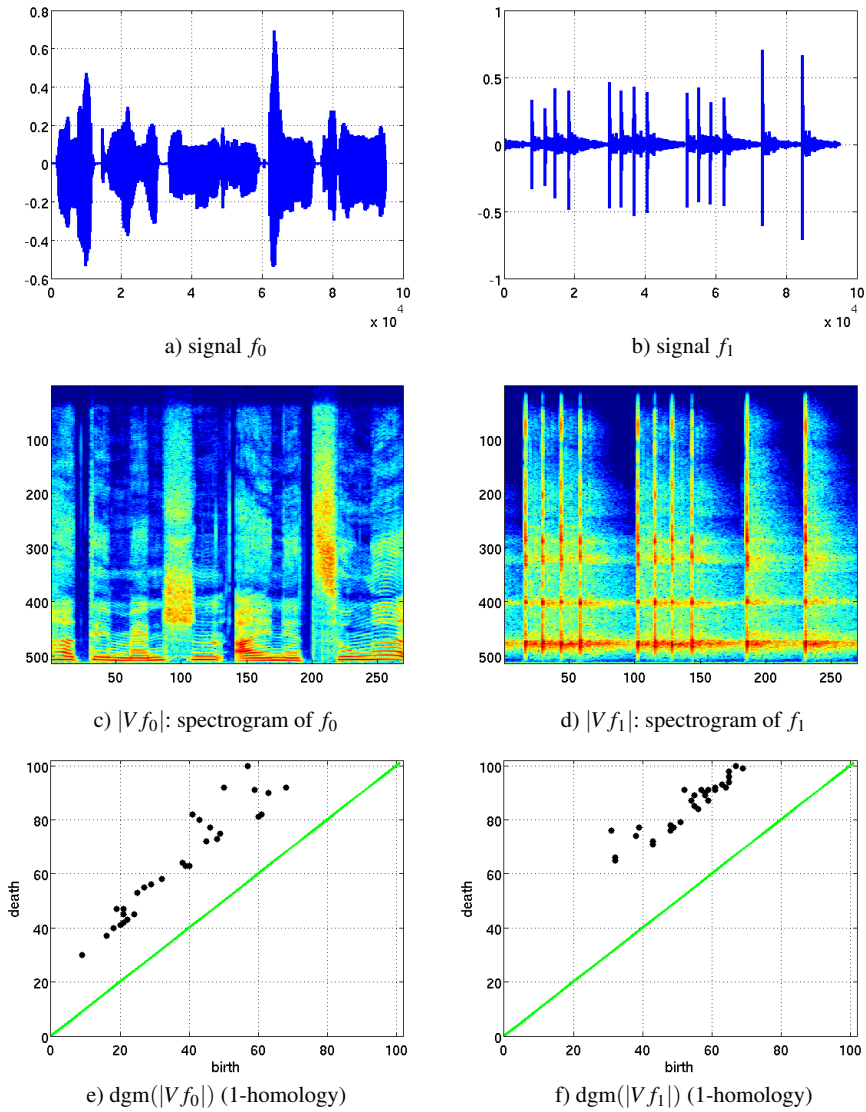 0.8
0.6
0.4
0.2
0
-0.2
-0.4
-0.6
0 2 4 6 8 10
x 10^4
a) signal f₀
1
0.5
0
-0.5
-1
0 2 4 6 8 10
x 10^4
b) signal f₁
100
200
300
400
500
50 100 150 200 250
c) |Vf₀|: spectrogram of f₀
100
200
300
400
500
50 100 150 200 250
d) |Vf₁|: spectrogram of f₁
100
80
60
40
20
0
death
0 20 40 60 80 100
birth
e) dgm(|Vf₀|) (1-homology)
100
80
60
40
20
0
death
0 20 40 60 80 100
birth
f) dgm(|Vf₁|) (1-homology)